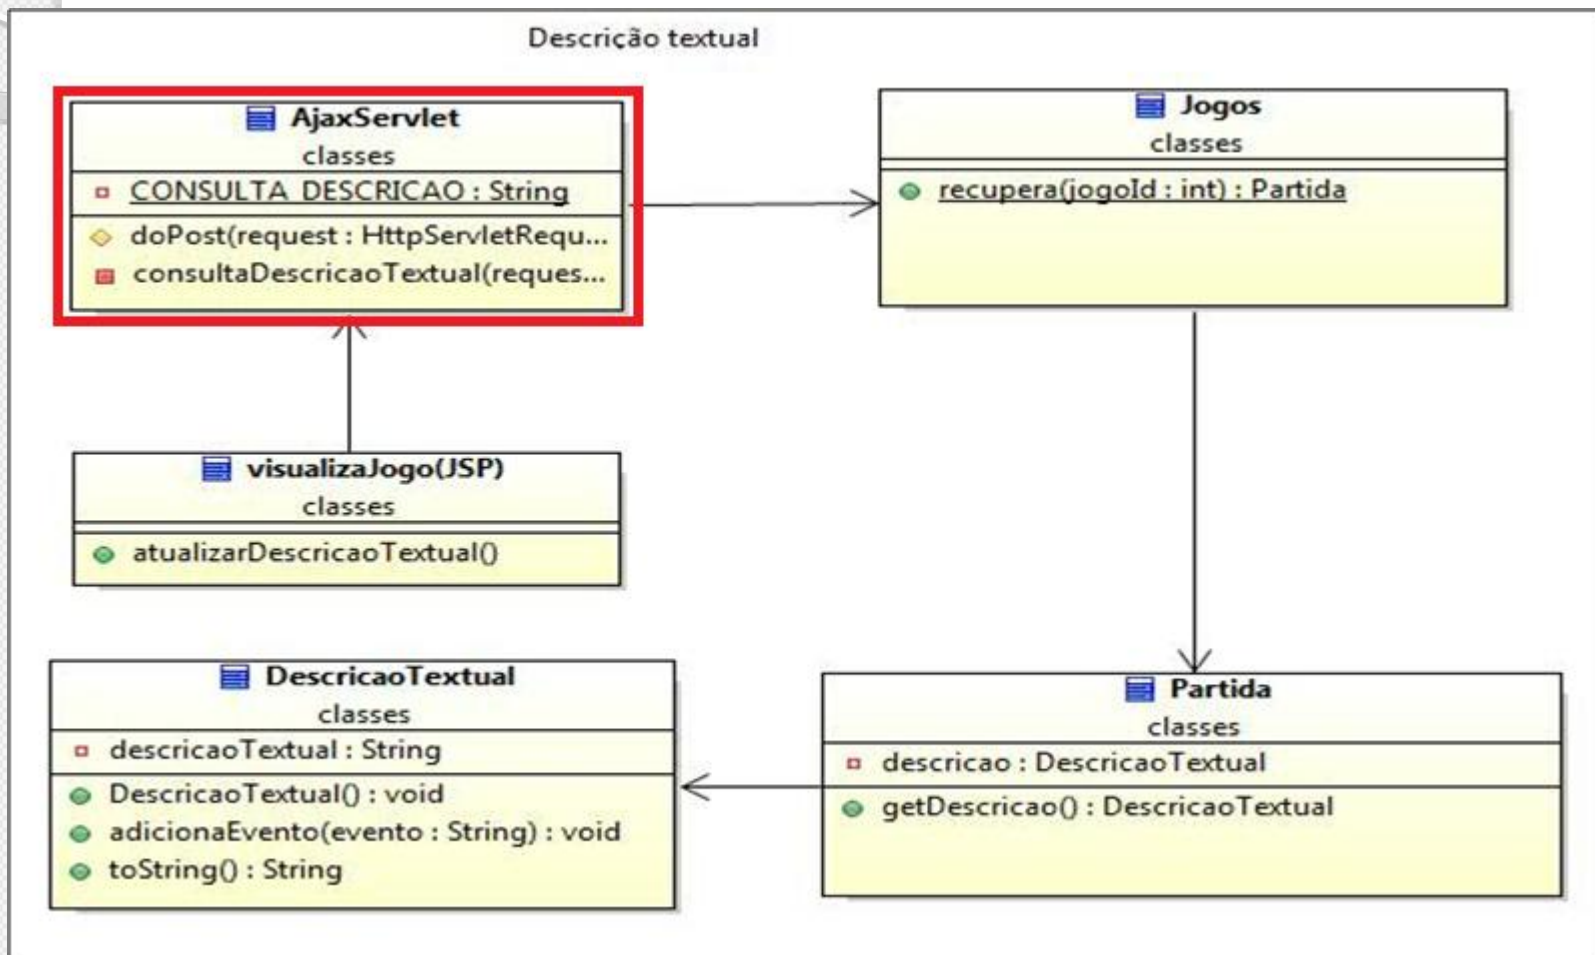 Descrição textual
AjaxServlet
classes
CONSULTA_DESCRICAO : String
doPost(request : HttpServletRequ...
consultaDescricaoTextual(reques...
Jogos
classes
recupera(jogoId : int) : Partida
visualizaJogo(JSP)
classes
atualizarDescricaoTextual()
DescricaoTextual
classes
descricaoTextual : String
DescricaoTextual() : void
adicionaEvento(evento : String) : void
toString() : String
Partida
classes
descricao : DescricaoTextual
getDescricao() : DescricaoTextual